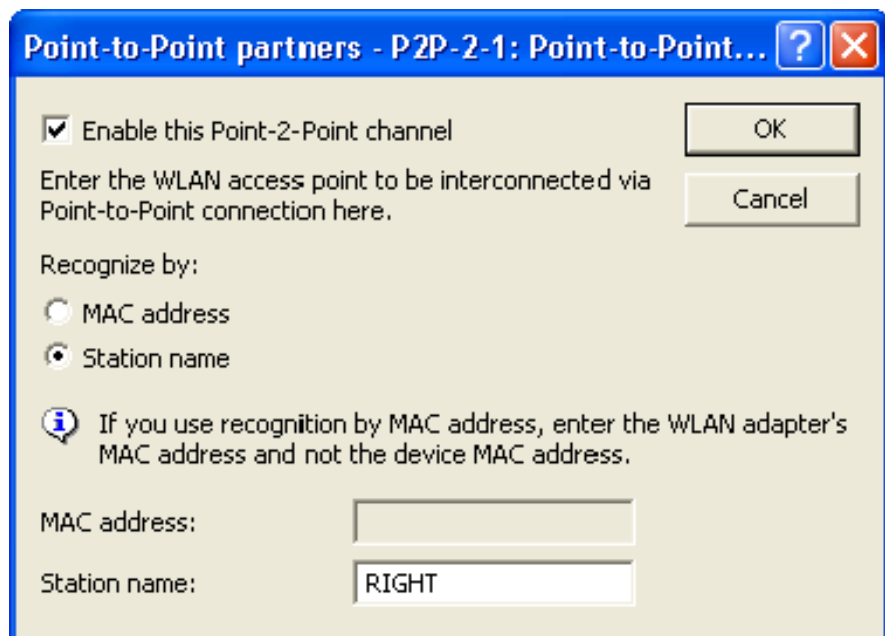 Point-to-Point partners - P2P-2-1: Point-to-Point...
Enable this Point-2-Point channel
OK
Enter the WLAN access point to be interconnected via
Point-to-Point connection here.
Cancel
Recognize by:
MAC address
Station name
If you use recognition by MAC address, enter the WLAN adapter's
MAC address and not the device MAC address.
MAC address:
Station name: RIGHT